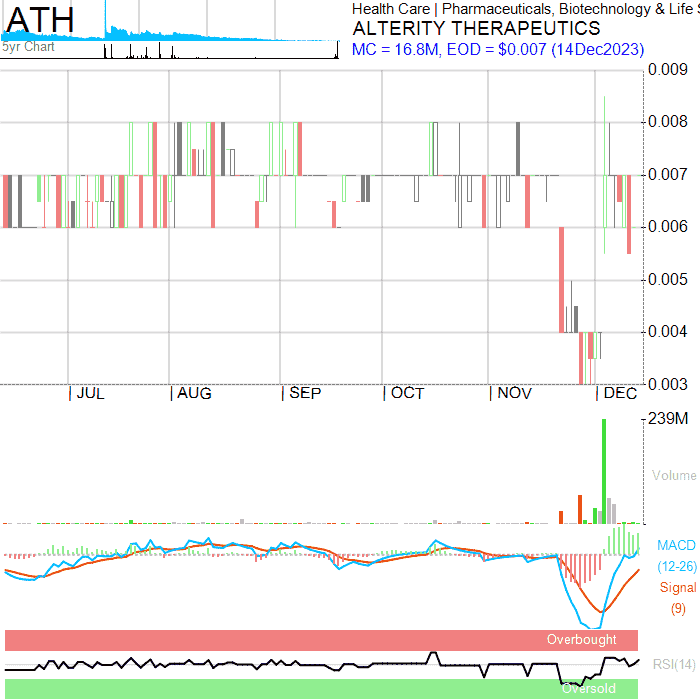 ATH
5yr Chart
Health Care | Pharmaceuticals, Biotechnology & Life S
ALTERITY THERAPEUTICS
MC = 16.8M, EOD = $0.007 (14Dec2023)
0.009
0.008
0.007
0.006
0.005
0.004
0.003
JUL AUG SEP OCT NOV DEC
239M
Volume
MACD
(12-26)
Signal
(9)
Overbought
RSI(14)
Oversold